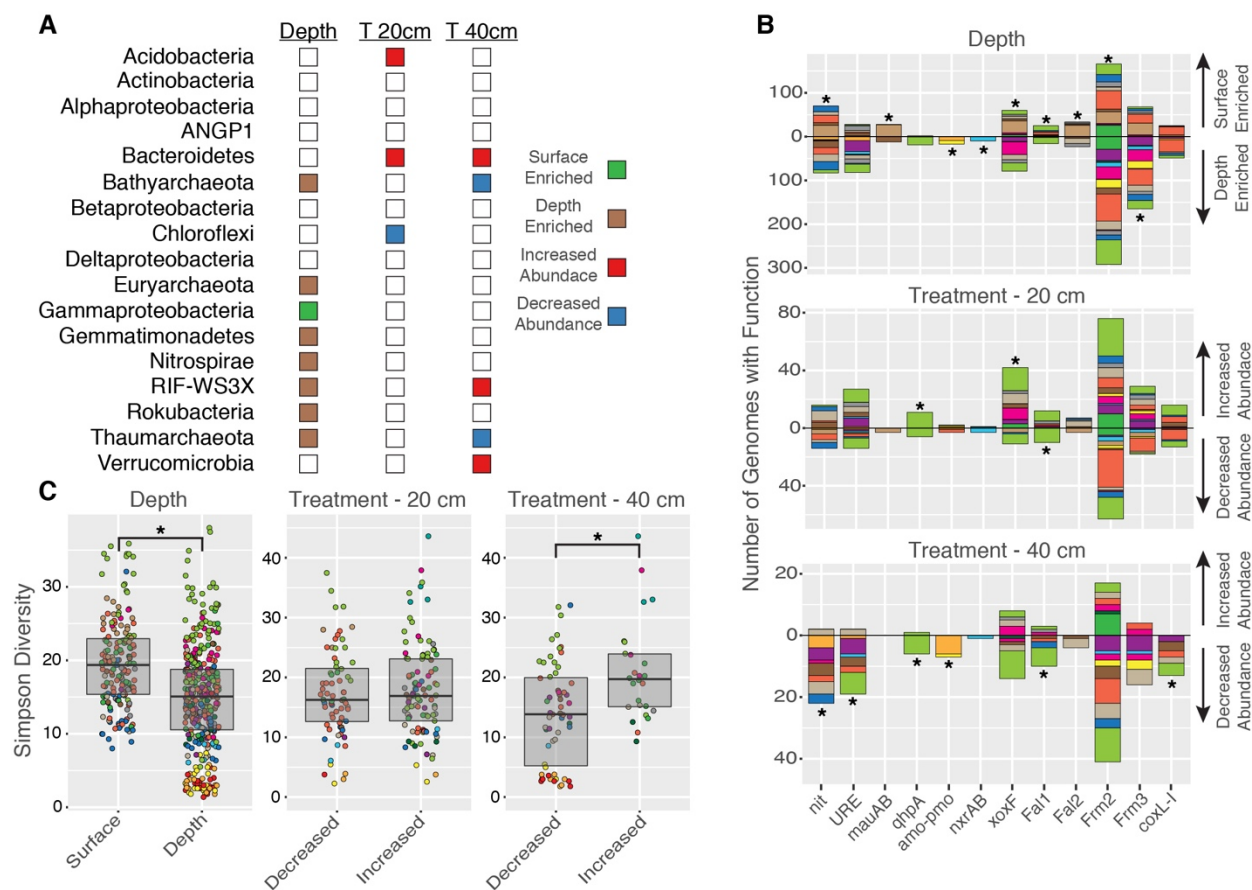 A
Depth T 20cm T 40cm
Acidobacteria
Actinobacteria
Alphaproteobacteria
ANGP1
Bacteroidetes
Bathyarchaeota
Betaproteobacteria
Chloroflexi
Deltaproteobacteria
Euryarchaeota
Gammaproteobacteria
Gemmatimonadetes
Nitrospirae
RIF-WS3X
Rokubacteria
Thaumarchaeota
Verrucomicrobia
Surface
Enriched
Depth
Enriched
Increased
Abundace
Decreased
Abundance
B
Number of Genomes with Function
Depth
100
0
100
200
300
* * * * * * * * *
Surface
Enriched
Depth
Enriched
Treatment - 20 cm
80
40
0
40
* * *
Increased
Abundace
Decreased
Abundance
Treatment - 40 cm
20
0
20
40
* * * * * *
Increased
Abundace
Decreased
Abundance
nit URE mauAB qhpA amo-pmo nxrAB xoxF Fal1 Fal2 Frm2 Frm3 coxL-I
C
Simpson Diversity
Depth
*
30
20
10
0
Surface Depth
Treatment - 20 cm
40
30
20
10
0
Decreased Increased
Treatment - 40 cm
*
40
30
20
10
0
Decreased Increased